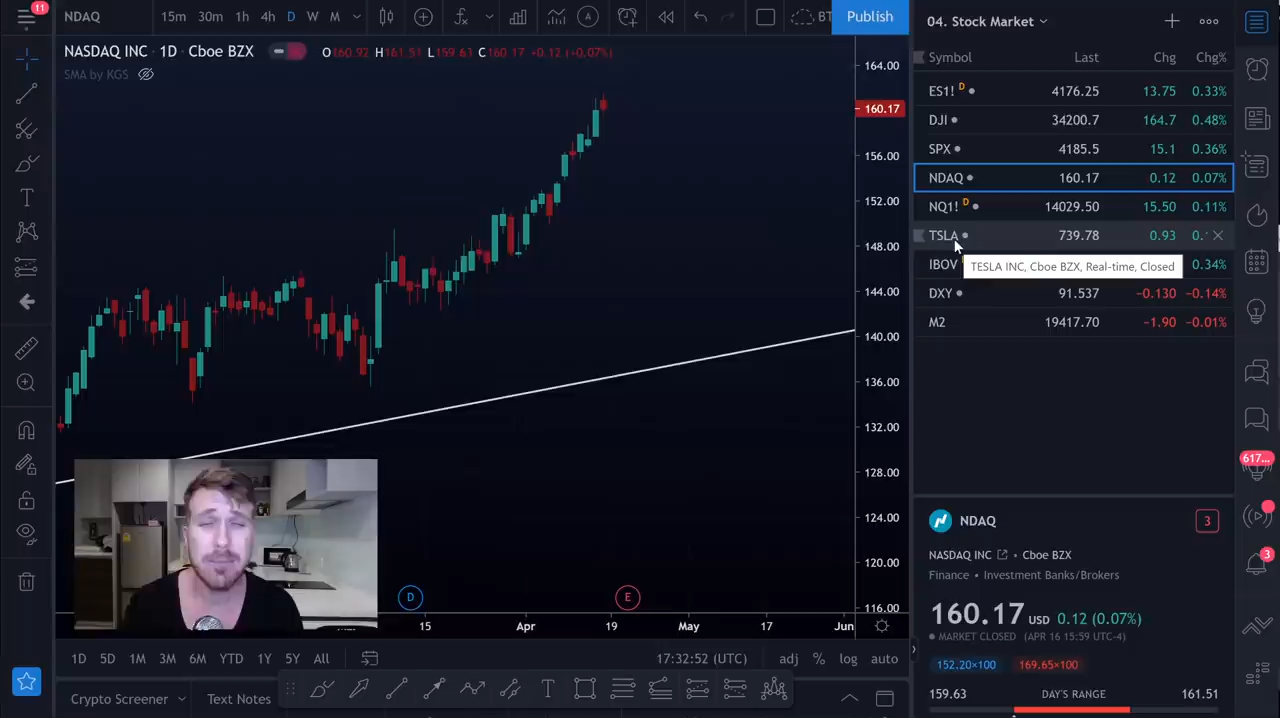 11
NDAQ 15m 30m 1h 4h D W M BT Publish
NASDAQ INC · 1D · Cboe BZX O160.92 H161.51 L159.63 C160.17 +0.12 (+0.07%)
SMA by KGS
164.00
160.17
156.00
152.00
148.00
144.00
140.00
136.00
132.00
128.00
124.00
120.00
116.00
D E
15 Apr 19 May 17 Jun
1D 5D 1M 3M 6M YTD 1Y 5Y All 17:32:52 (UTC) adj % log auto
Crypto Screener Text Notes
04. Stock Market
Symbol Last Chg Chg%
ES1! D 4176.25 13.75 0.33%
DJI 34200.7 164.7 0.48%
SPX 4185.5 15.1 0.36%
NDAQ 160.17 0.12 0.07%
NQ1! D 14029.50 15.50 0.11%
TSLA 739.78 0.93 0.
IBOV 0.34%
TESLA INC, Cboe BZX, Real-time, Closed
DXY 91.537 −0.130 −0.14%
M2 19417.70 −1.90 −0.01%
617...
3
NDAQ 3
NASDAQ INC • Cboe BZX
Finance • Investment Banks/Brokers
160.17 USD 0.12 (0.07%)
MARKET CLOSED (APR 16 15:59 UTC-4)
152.20×100 169.65×100
159.63 DAY'S RANGE 161.51